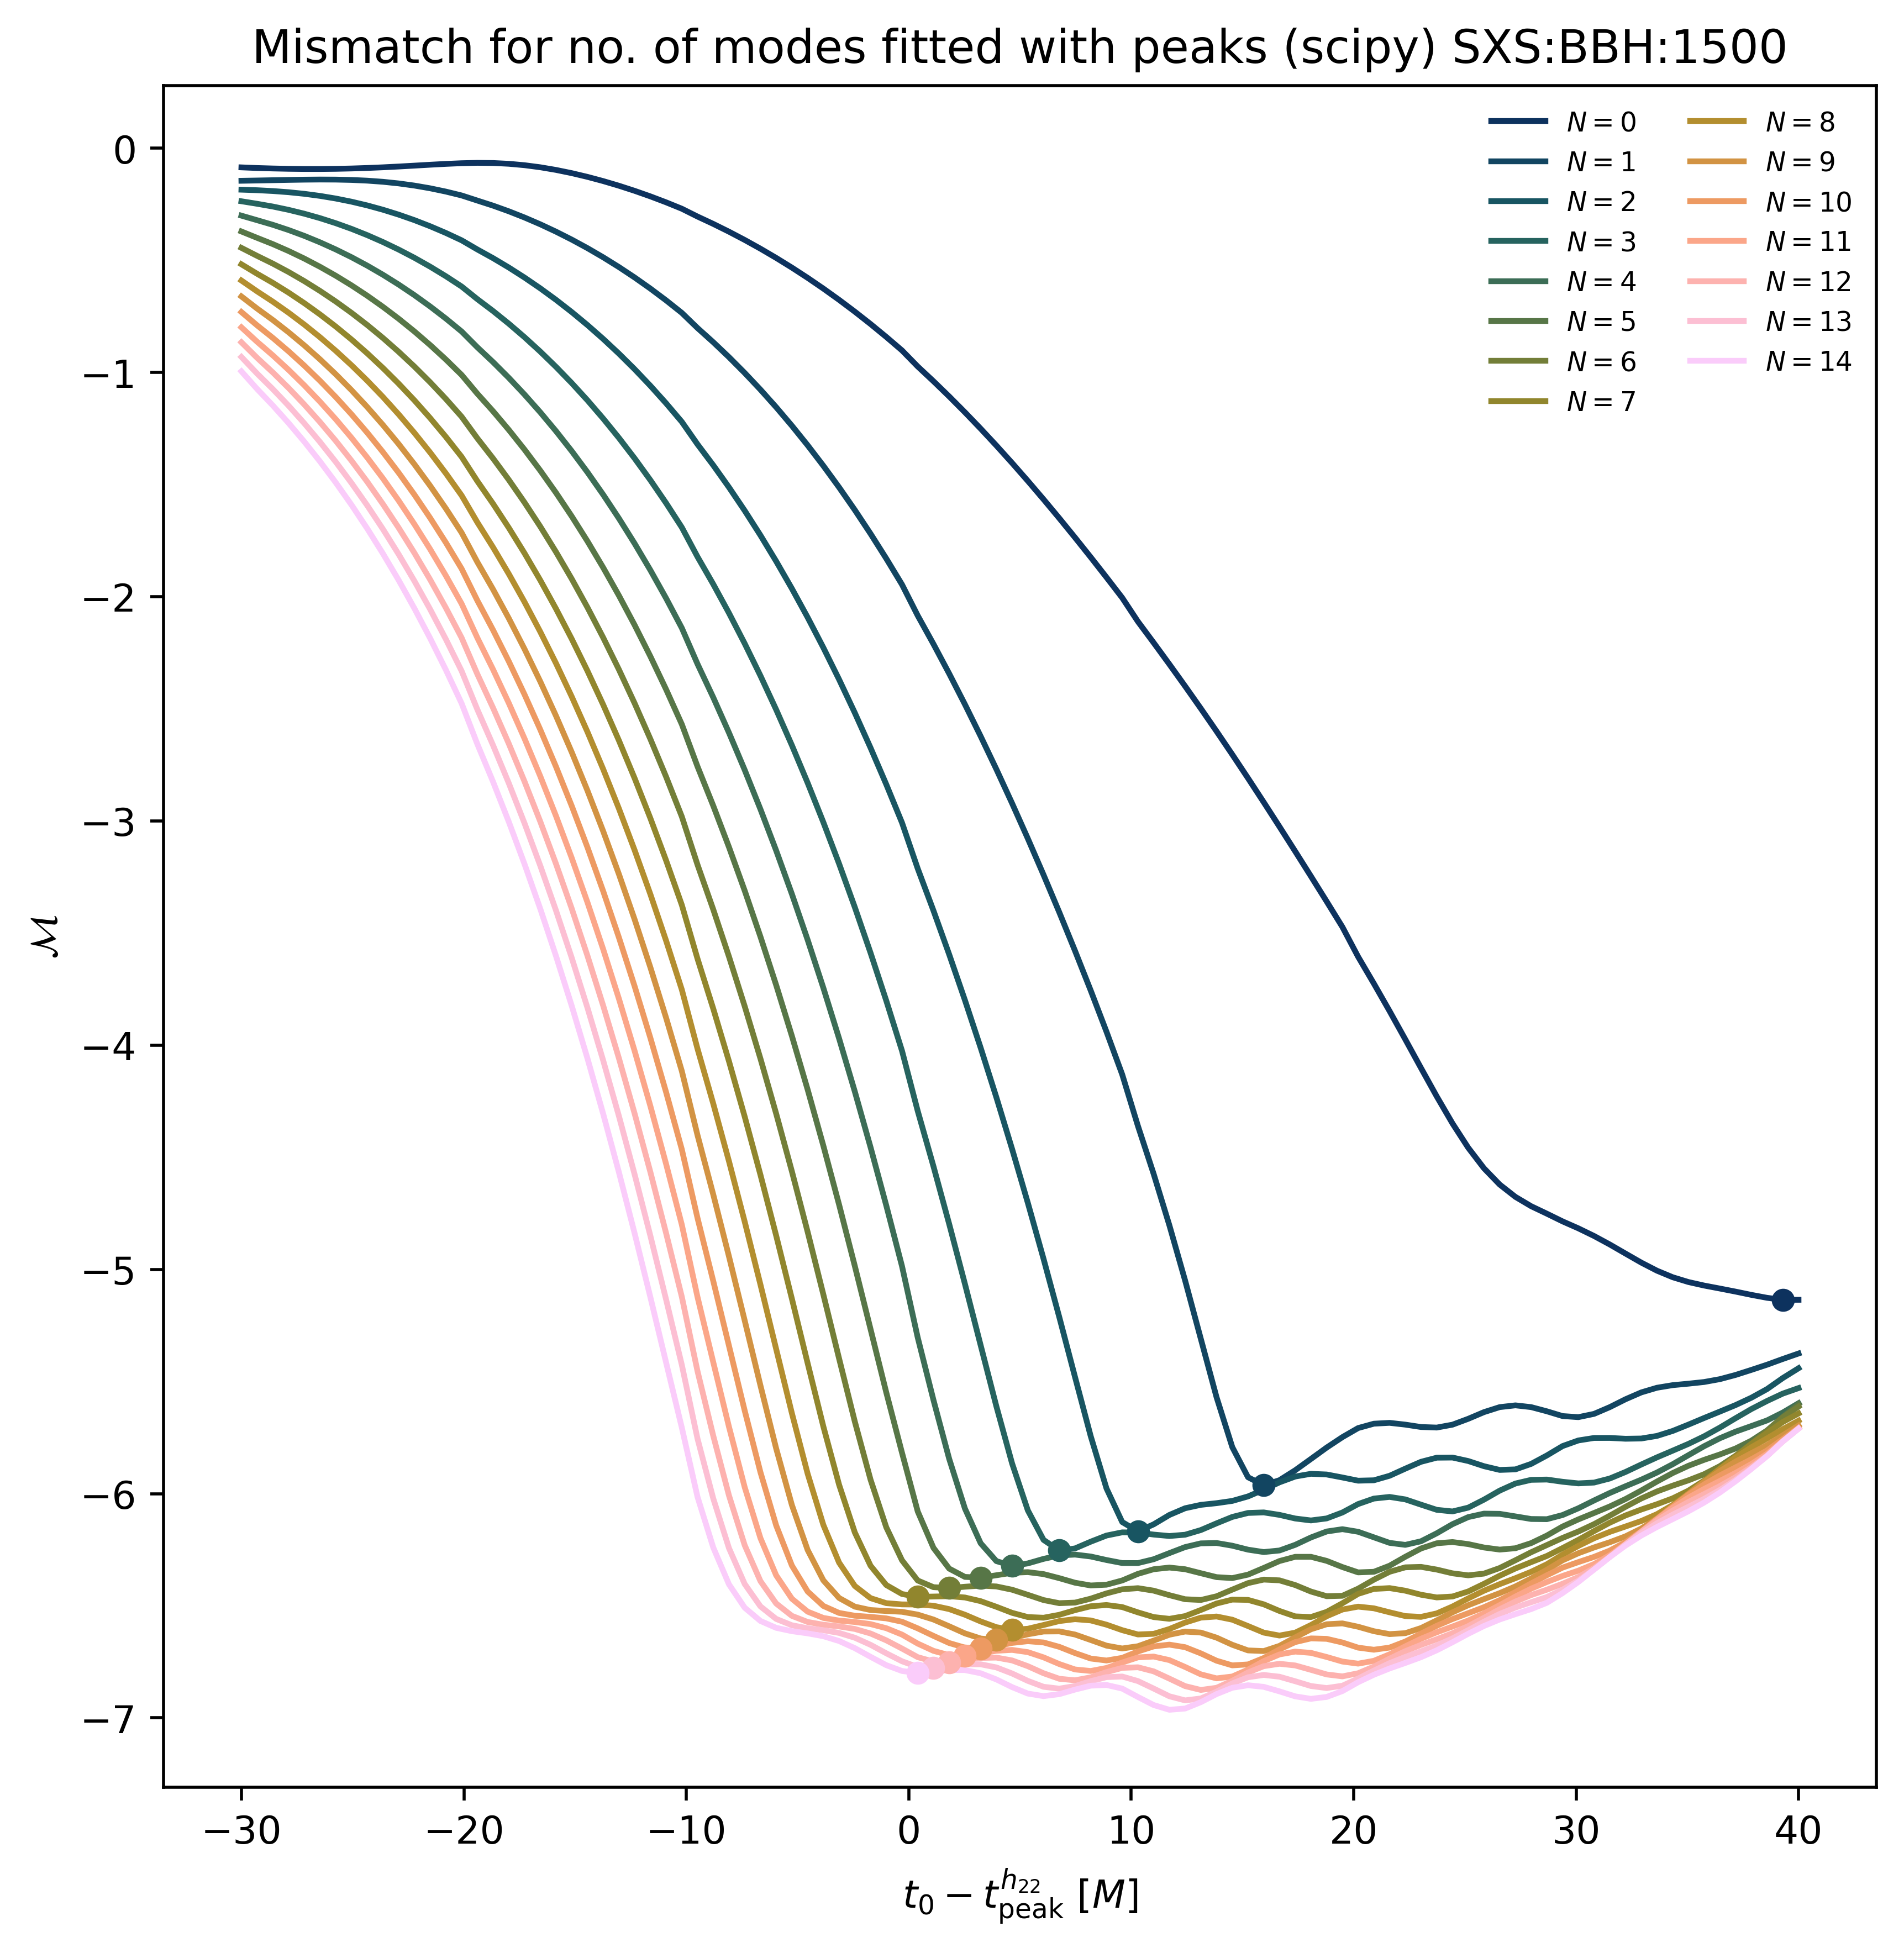 Mismatch for no. of modes fitted with peaks (scipy) SXS:BBH:1500
N = 0
N = 1
N = 2
N = 3
N = 4
N = 5
N = 6
N = 7
N = 8
N = 9
N = 10
N = 11
N = 12
N = 13
N = 14
0
−1
−2
−3
−4
−5
−6
−7
ℳ
−30 −20 −10 0 10 20 30 40
t₀ − t_peak^{h₂₂} [M]